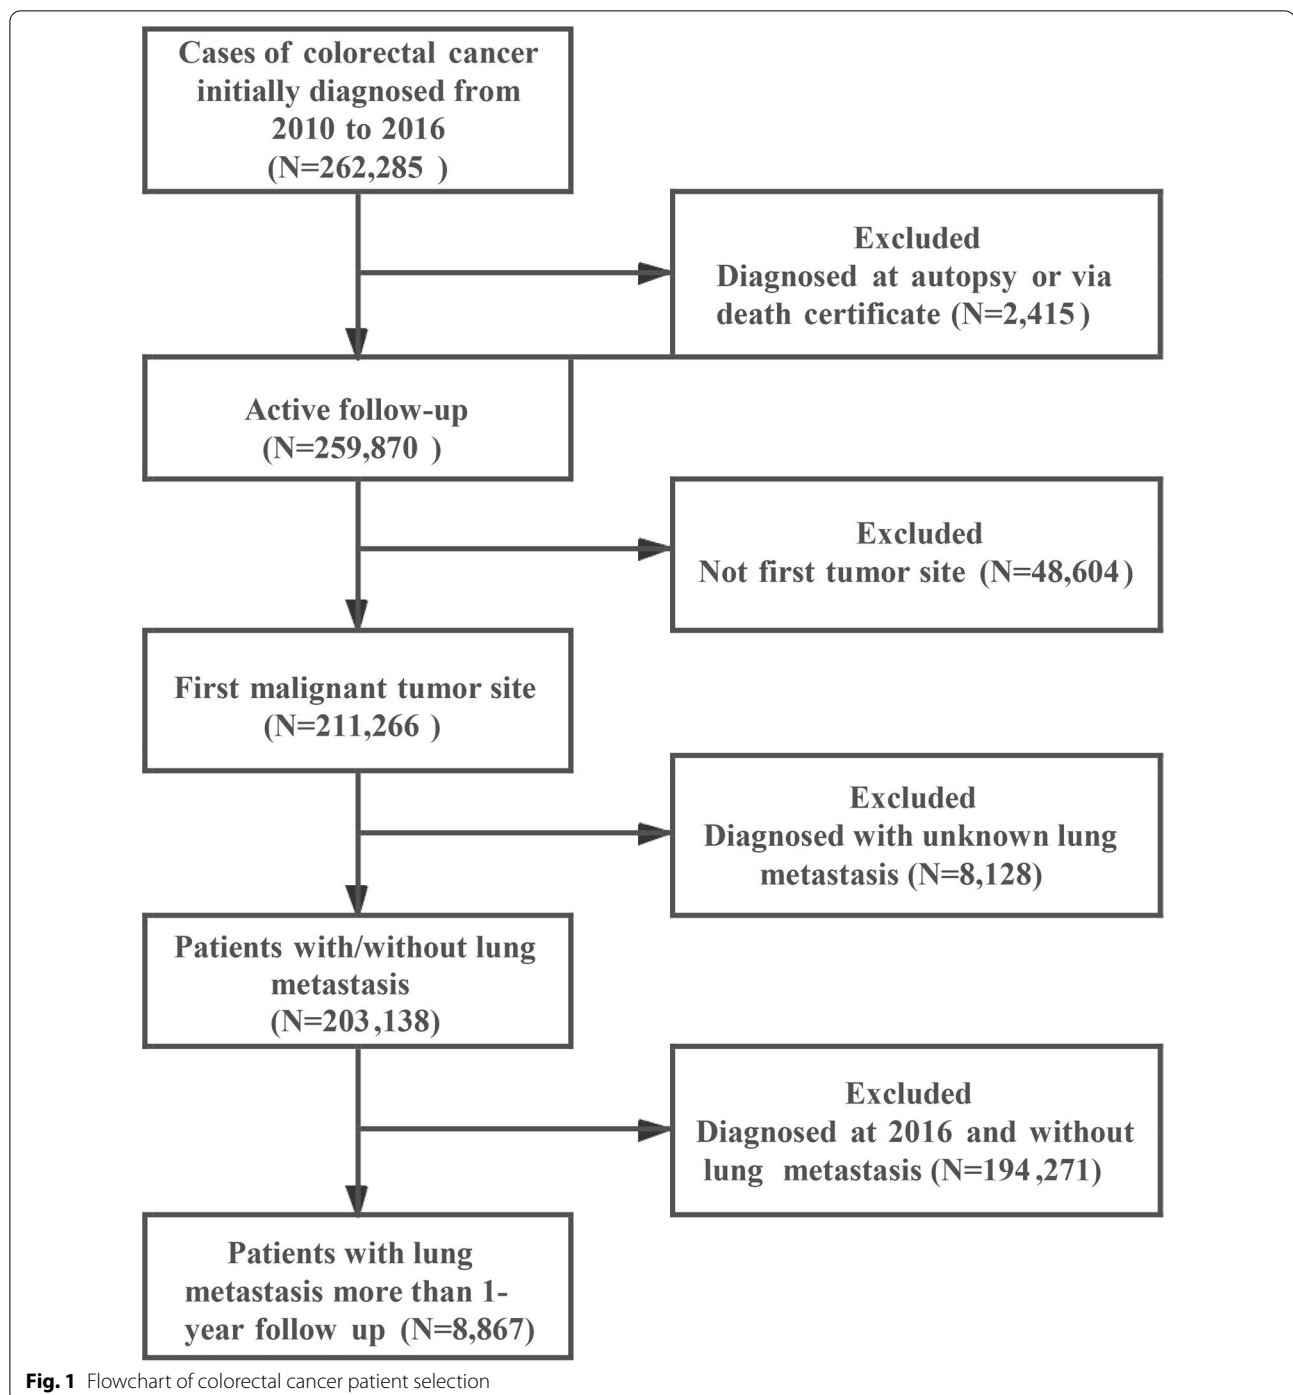 Cases of colorectal cancer
initially diagnosed from
2010 to 2016
(N=262,285 )
Excluded
Diagnosed at autopsy or via
death certificate (N=2,415)
Active follow-up
(N=259,870 )
Excluded
Not first tumor site (N=48,604)
First malignant tumor site
(N=211,266 )
Excluded
Diagnosed with unknown lung
metastasis (N=8,128)
Patients with/without lung
metastasis
(N=203,138)
Excluded
Diagnosed at 2016 and without
lung metastasis (N=194,271)
Patients with lung
metastasis more than 1-
year follow up (N=8,867)
Fig. 1 Flowchart of colorectal cancer patient selection